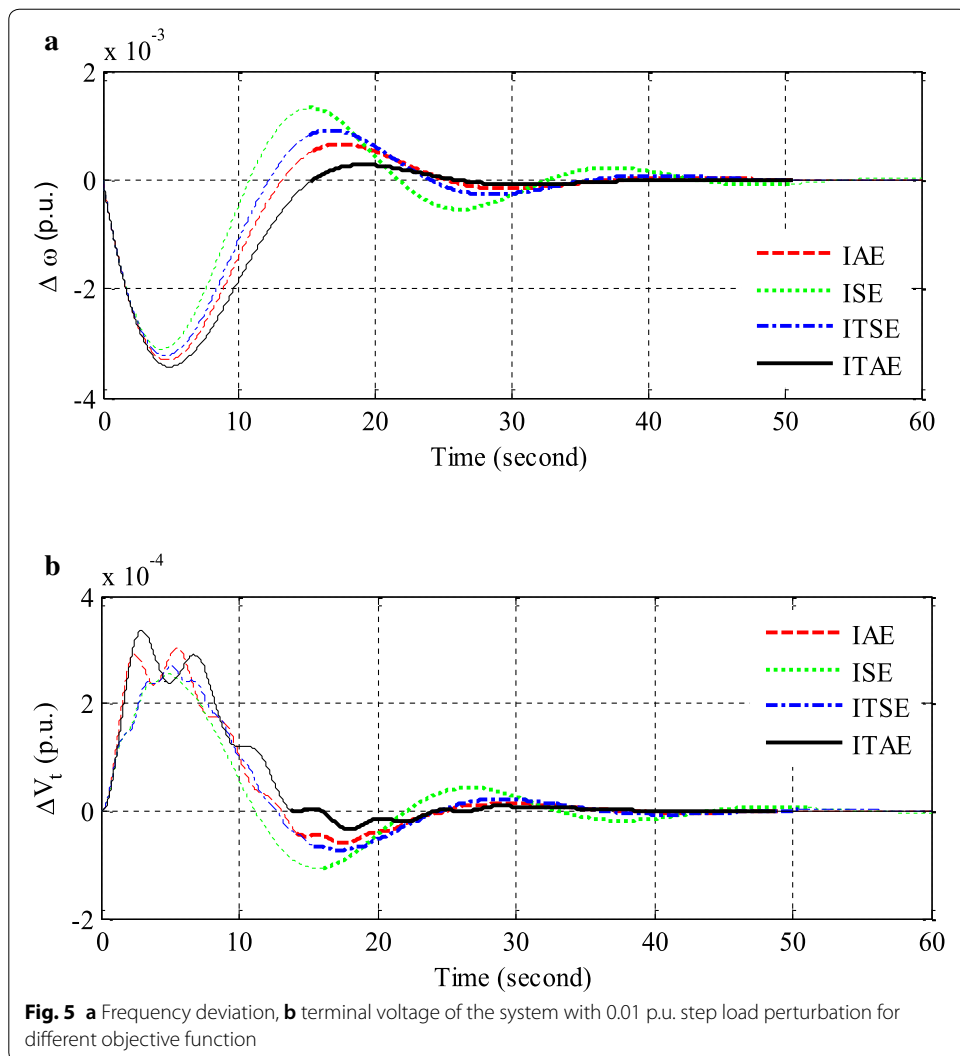 a
x 10-3
2
0
-2
-4
Δ ω (p.u.)
IAE
ISE
ITSE
ITAE
0 10 20 30 40 50 60
Time (second)
b
x 10-4
4
2
0
-2
ΔVt (p.u.)
IAE
ISE
ITSE
ITAE
0 10 20 30 40 50 60
Time (second)
Fig. 5 a Frequency deviation, b terminal voltage of the system with 0.01 p.u. step load perturbation for
different objective function